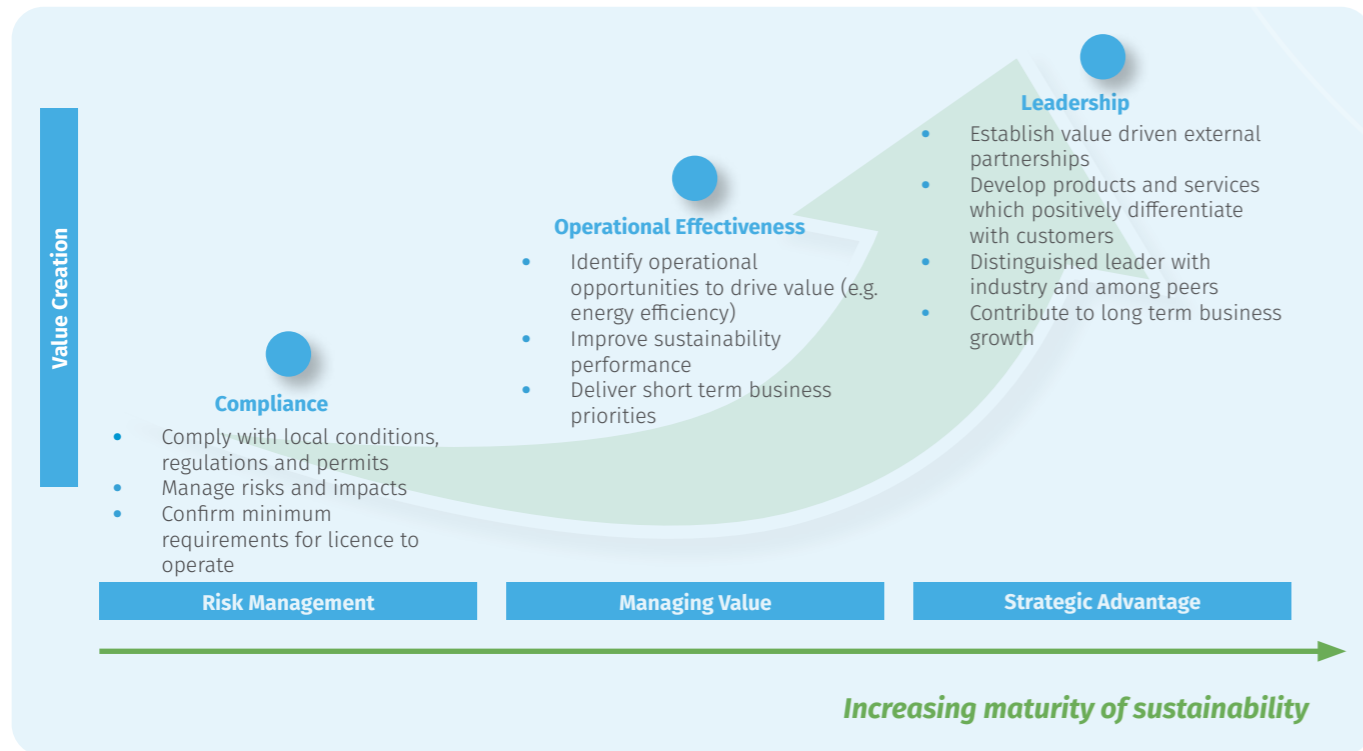 Value Creation
Compliance
• Comply with local conditions,
regulations and permits
• Manage risks and impacts
• Confirm minimum
requirements for licence to
operate
Operational Effectiveness
• Identify operational
opportunities to drive value (e.g.
energy efficiency)
• Improve sustainability
performance
• Deliver short term business
priorities
Leadership
• Establish value driven external
partnerships
• Develop products and services
which positively differentiate
with customers
• Distinguished leader with
industry and among peers
• Contribute to long term business
growth
Risk Management
Managing Value
Strategic Advantage
Increasing maturity of sustainability